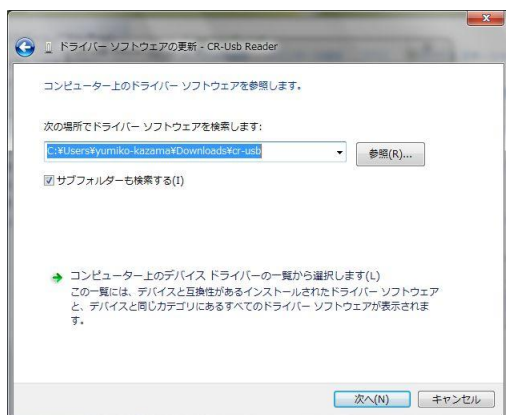 ドライバー ソフトウェアの更新 - CR-Usb Reader
コンピューター上のドライバー ソフトウェアを参照します。
次の場所でドライバー ソフトウェアを検索します:
C:¥Users¥yumiko-kazama¥Downloads¥cr-usb
参照(R)...
サブフォルダーも検索する(I)
コンピューター上のデバイス ドライバーの一覧から選択します(L)
この一覧には、デバイスと互換性があるインストールされたドライバー ソフトウェア
と、デバイスと同じカテゴリにあるすべてのドライバー ソフトウェアが表示されま
す。
次へ(N)
キャンセル